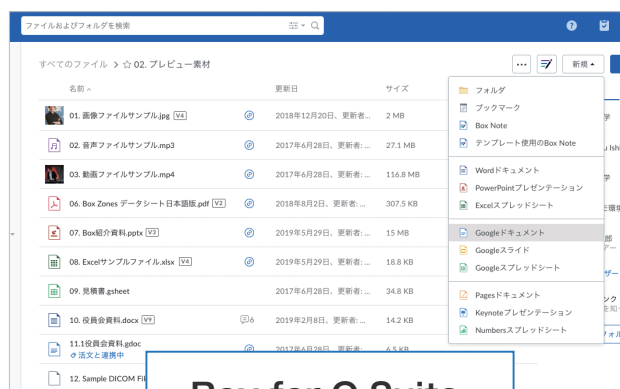 ファイルおよびフォルダを検索
すべてのファイル > ☆ 02. プレビュー素材
新規
名前 更新日 サイズ
01. 画像ファイルサンプル.jpg V4 2018年12月20日、更新者... 2 MB
02. 音声ファイルサンプル.mp3 2017年6月28日、更新者: ... 27.1 MB
03. 動画ファイルサンプル.mp4 2017年6月28日、更新者: ... 116.8 MB
06. Box Zones データシート日本語版.pdf V2 2018年8月2日、更新者: ... 307.5 KB
07. Box紹介資料.pptx V3 2019年5月29日、更新者: ... 15 MB
08. Excelサンプルファイル.xlsx V4 2019年5月29日、更新者: ... 18.8 KB
09. 見積書.gsheet 2017年6月28日、更新者: ... 34.8 KB
10. 役員会資料.docx V9 6 2019年2月8日、更新者: ... 14.2 KB
11.1役員会資料.gdoc 2017年6月28日、更新者: 6.5 KB
活文と連携中
12. Sample DICOM Fil
フォルダ
ブックマーク
Box Note
テンプレート使用のBox Note
Wordドキュメント
PowerPointプレゼンテーション
Excelスプレッドシート
Googleドキュメント
Googleスライド
Googleスプレッドシート
Pagesドキュメント
Keynoteプレゼンテーション
Numbersスプレッドシート